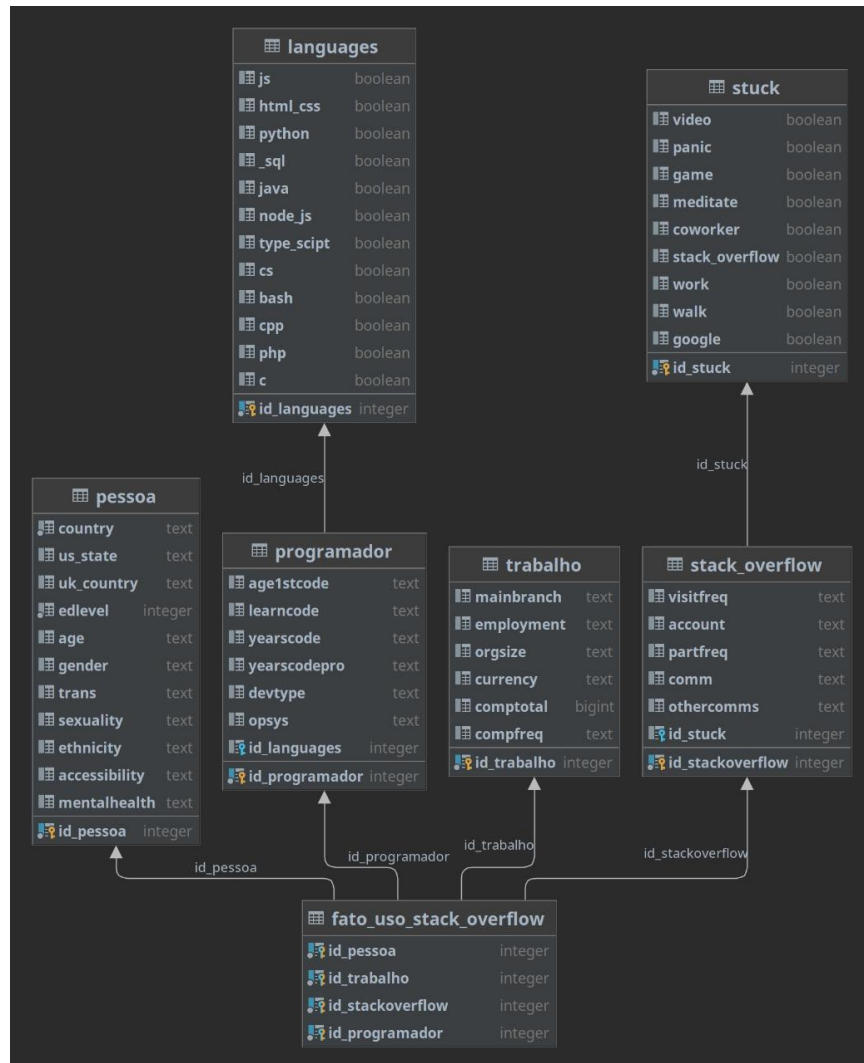 languages
js boolean
html_css boolean
python boolean
_sql boolean
java boolean
node_js boolean
type_scipt boolean
cs boolean
bash boolean
cpp boolean
php boolean
c boolean
id_languages integer
stuck
video boolean
panic boolean
game boolean
meditate boolean
coworker boolean
stack_overflow boolean
work boolean
walk boolean
google boolean
id_stuck integer
id_languages
id_stuck
pessoa
country text
us_state text
uk_country text
edlevel integer
age text
gender text
trans text
sexuality text
ethnicity text
accessibility text
mentalhealth text
id_pessoa integer
programador
age1stcode text
learncode text
yearscode text
yearscodepro text
devtype text
opsys text
id_languages integer
id_programador integer
trabalho
mainbranch text
employment text
orgsize text
currency text
comptotal bigint
compfreq text
id_trabalho integer
stack_overflow
visitfreq text
account text
partfreq text
comm text
othercomms text
id_stuck integer
id_stackoverflow integer
id_pessoa
id_programador
id_trabalho
id_stackoverflow
fato_uso_stack_overflow
id_pessoa integer
id_trabalho integer
id_stackoverflow integer
id_programador integer